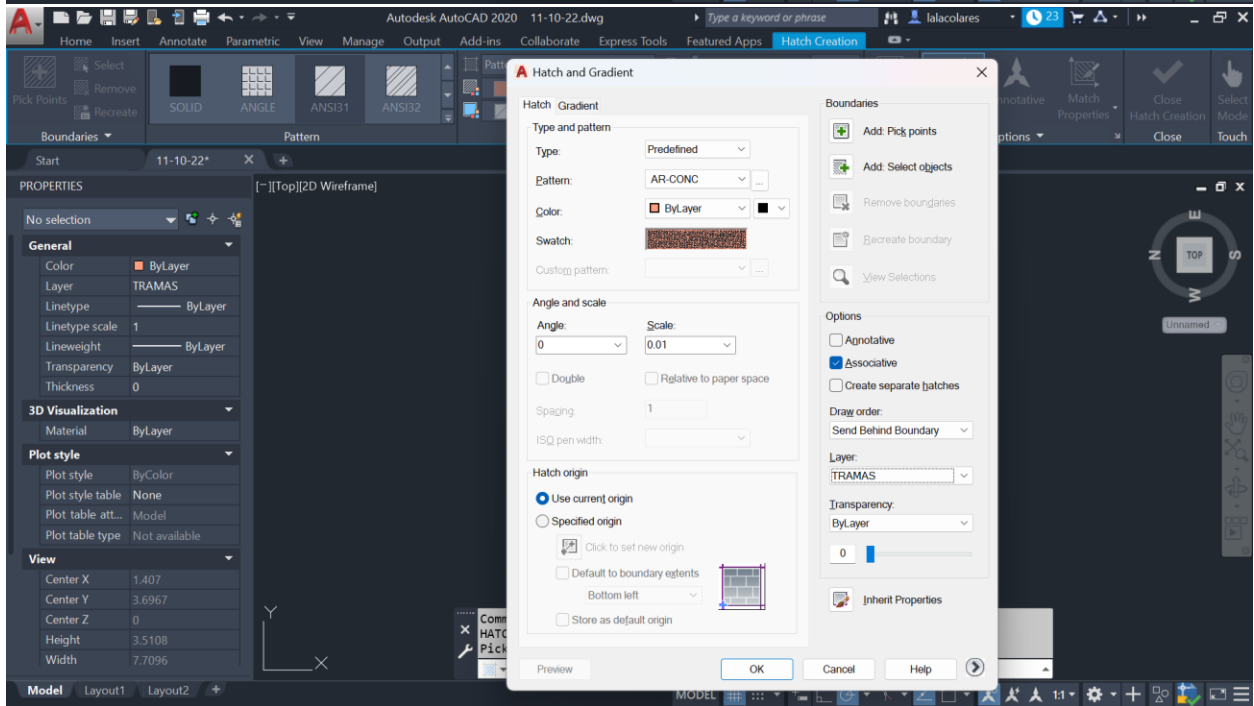 Autodesk AutoCAD 2020 11-10-22.dwg Type a keyword or phrase lalacolares 23
Home Insert Annotate Parametric View Manage Output Add-ins Collaborate Express Tools Featured Apps Hatch Creation
Pick Points
Select
Remove
Recreate
SOLID ANGLE ANSI31 ANSI32
Match Properties
Close Hatch Creation
Select Mode
Boundaries Pattern Close Touch
Start 11-10-22*
PROPERTIES
[−][Top][2D Wireframe]
No selection
General
Color ByLayer
Layer TRAMAS
Linetype ByLayer
Linetype scale 1
Lineweight ByLayer
Transparency ByLayer
Thickness 0
3D Visualization
Material ByLayer
Plot style
Plot style ByColor
Plot style table None
Plot table att... Model
Plot table type Not available
View
Center X 1.407
Center Y 3.6967
Center Z 0
Height 3.5108
Width 7.7096
Y
X
Hatch and Gradient
Hatch Gradient
Type and pattern
Type: Predefined
Pattern: AR-CONC ...
Color: ByLayer
Swatch:
Custom pattern: ...
Angle and scale
Angle: Scale:
0 0.01
Double Relative to paper space
Spacing: 1
ISO pen width:
Hatch origin
Use current origin
Specified origin
Click to set new origin
Default to boundary extents
Bottom left
Store as default origin
Boundaries
Add: Pick points
Add: Select objects
Remove boundaries
Recreate boundary
View Selections
Options
Annotative
Associative
Create separate hatches
Draw order:
Send Behind Boundary
Layer:
TRAMAS
Transparency:
ByLayer
0
Inherit Properties
Preview OK Cancel Help
E
N TOP S
W
Unnamed
Model Layout1 Layout2 +
MODEL 1:1